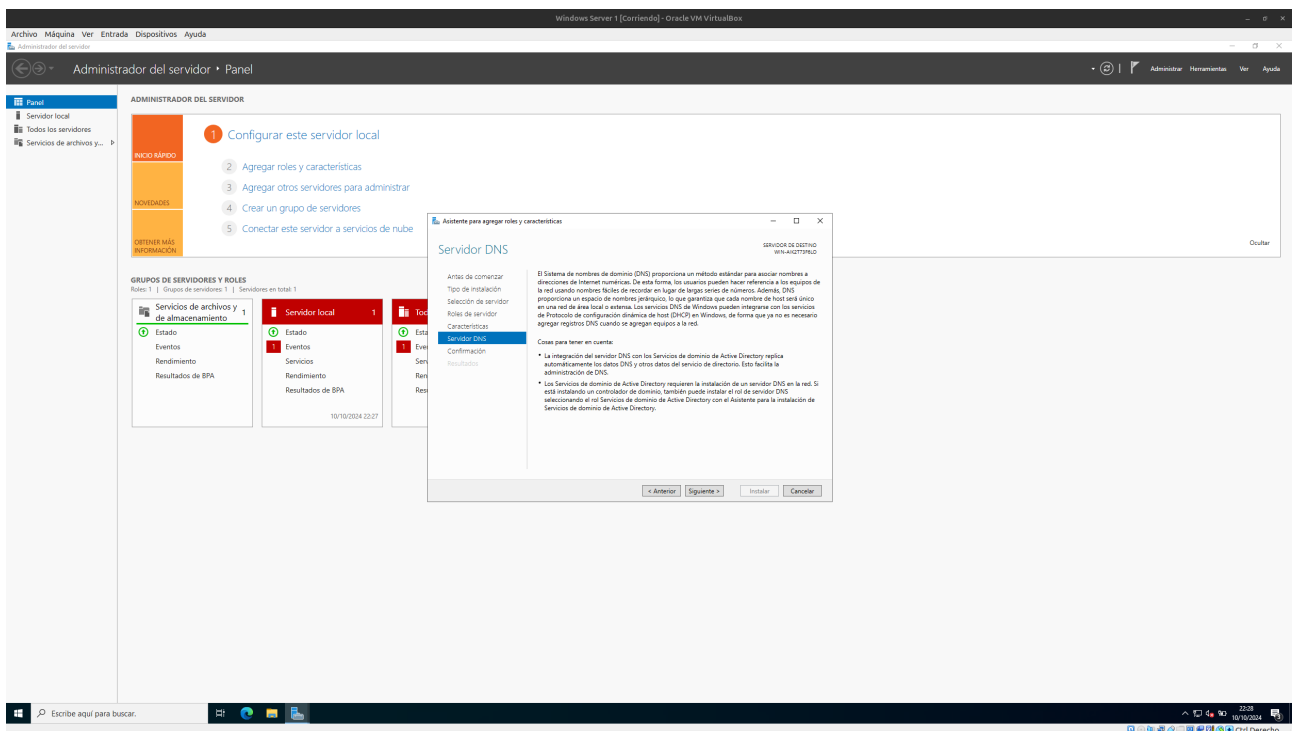 Windows Server 1 [Corriendo] - Oracle VM VirtualBox
Archivo Máquina Ver Entrada Dispositivos Ayuda
Administrador del servidor
Administrador del servidor • Panel
Administrar Herramientas Ver Ayuda
Panel
Servidor local
Todos los servidores
Servicios de archivos y...
ADMINISTRADOR DEL SERVIDOR
INICIO RÁPIDO
NOVEDADES
OBTENER MÁS
INFORMACIÓN
1 Configurar este servidor local
2 Agregar roles y características
3 Agregar otros servidores para administrar
4 Crear un grupo de servidores
5 Conectar este servidor a servicios de nube
Ocultar
GRUPOS DE SERVIDORES Y ROLES
Roles: 1 | Grupos de servidores: 1 | Servidores en total: 1
Servicios de archivos y
de almacenamiento
1
Estado
Eventos
Rendimiento
Resultados de BPA
Servidor local 1
Estado
1 Eventos
Servicios
Rendimiento
Resultados de BPA
10/10/2024 22:27
Tod
Esta
1 Eve
Ser
Ren
Res
Asistente para agregar roles y características
Servidor DNS
SERVIDOR DE DESTINO
Antes de comenzar
Tipo de instalación
Selección de servidor
Roles de servidor
Características
Servidor DNS
Confirmación
Resultados
El Sistema de nombres de dominio (DNS) proporciona un método estándar para asociar nombres a
direcciones de Internet numéricas. De esta forma, los usuarios pueden hacer referencia a los equipos de
la red usando nombres fáciles de recordar en lugar de largas series de números. Además, DNS
proporciona un espacio de nombres jerárquico, lo que garantiza que cada nombre de host será único
en una red de área local o extensa. Los servicios DNS de Windows pueden integrarse con los servicios
de Protocolo de configuración dinámica de host (DHCP) en Windows, de forma que ya no es necesario
agregar registros DNS cuando se agregan equipos a la red.
Cosas para tener en cuenta:
• La integración del servidor DNS con los Servicios de dominio de Active Directory replica
automáticamente los datos DNS y otros datos del servicio de directorio. Esto facilita la
administración de DNS.
• Los Servicios de dominio de Active Directory requieren la instalación de un servidor DNS en la red. Si
está instalando un controlador de dominio, también puede instalar el rol de servidor DNS
seleccionando el rol Servicios de dominio de Active Directory con el Asistente para la instalación de
Servicios de dominio de Active Directory.
< Anterior Siguiente > Instalar Cancelar
Escribe aquí para buscar.
22:28
10/10/2024
Ctrl Derecho